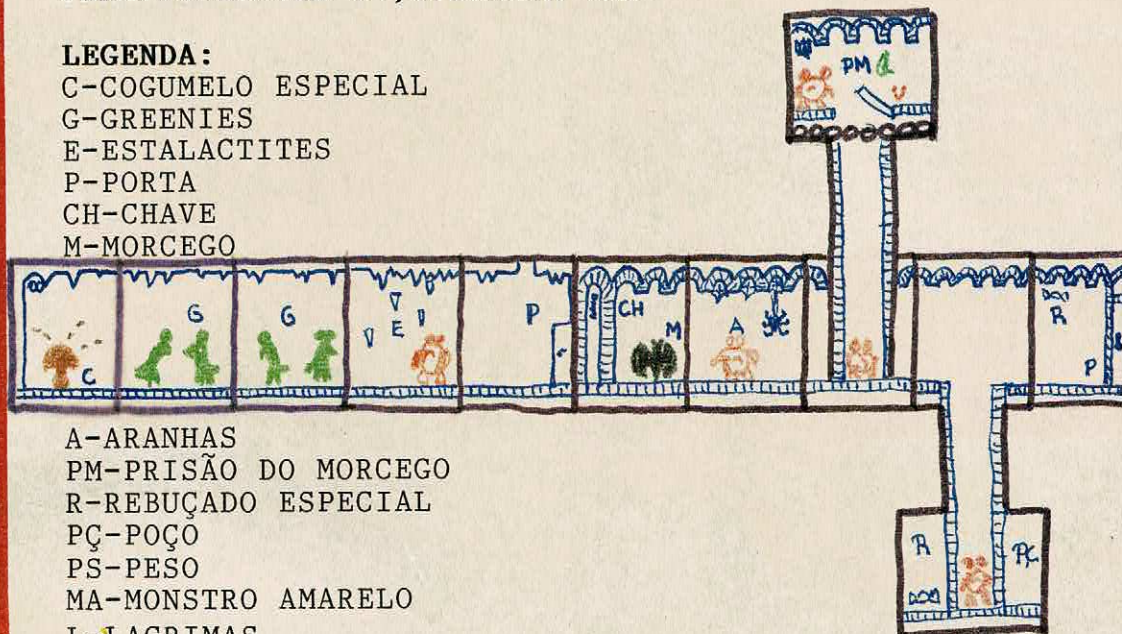 LEGENDA:
C-COGUMELO ESPECIAL
G-GREENIES
E-ESTALACTITES
P-PORTA
CH-CHAVE
M-MORCEGO
PM
C
G
G
E
P
CH
M
A
R
P
A-ARANHAS
PM-PRISÃO DO MORCEGO
R-REBUÇADO ESPECIAL
PÇ-POÇO
PS-PESO
MA-MONSTRO AMARELO
R
PÇ
L-LAGRIMAS